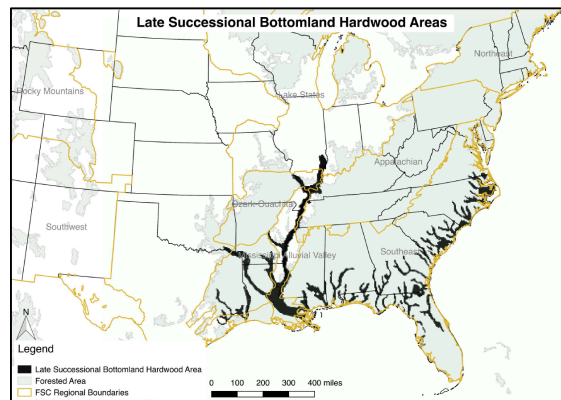 Late Successional Bottomland Hardwood Areas
Northeast
Rocky Mountains
Lake States
Appalachian
Ozark-Ouachita
Southwest
Mississippi Alluvial Valley
Southeast
N
Legend
Late Successional Bottomland Hardwood Area
Forested Area
FSC Regional Boundaries
0 100 200 300 400 miles